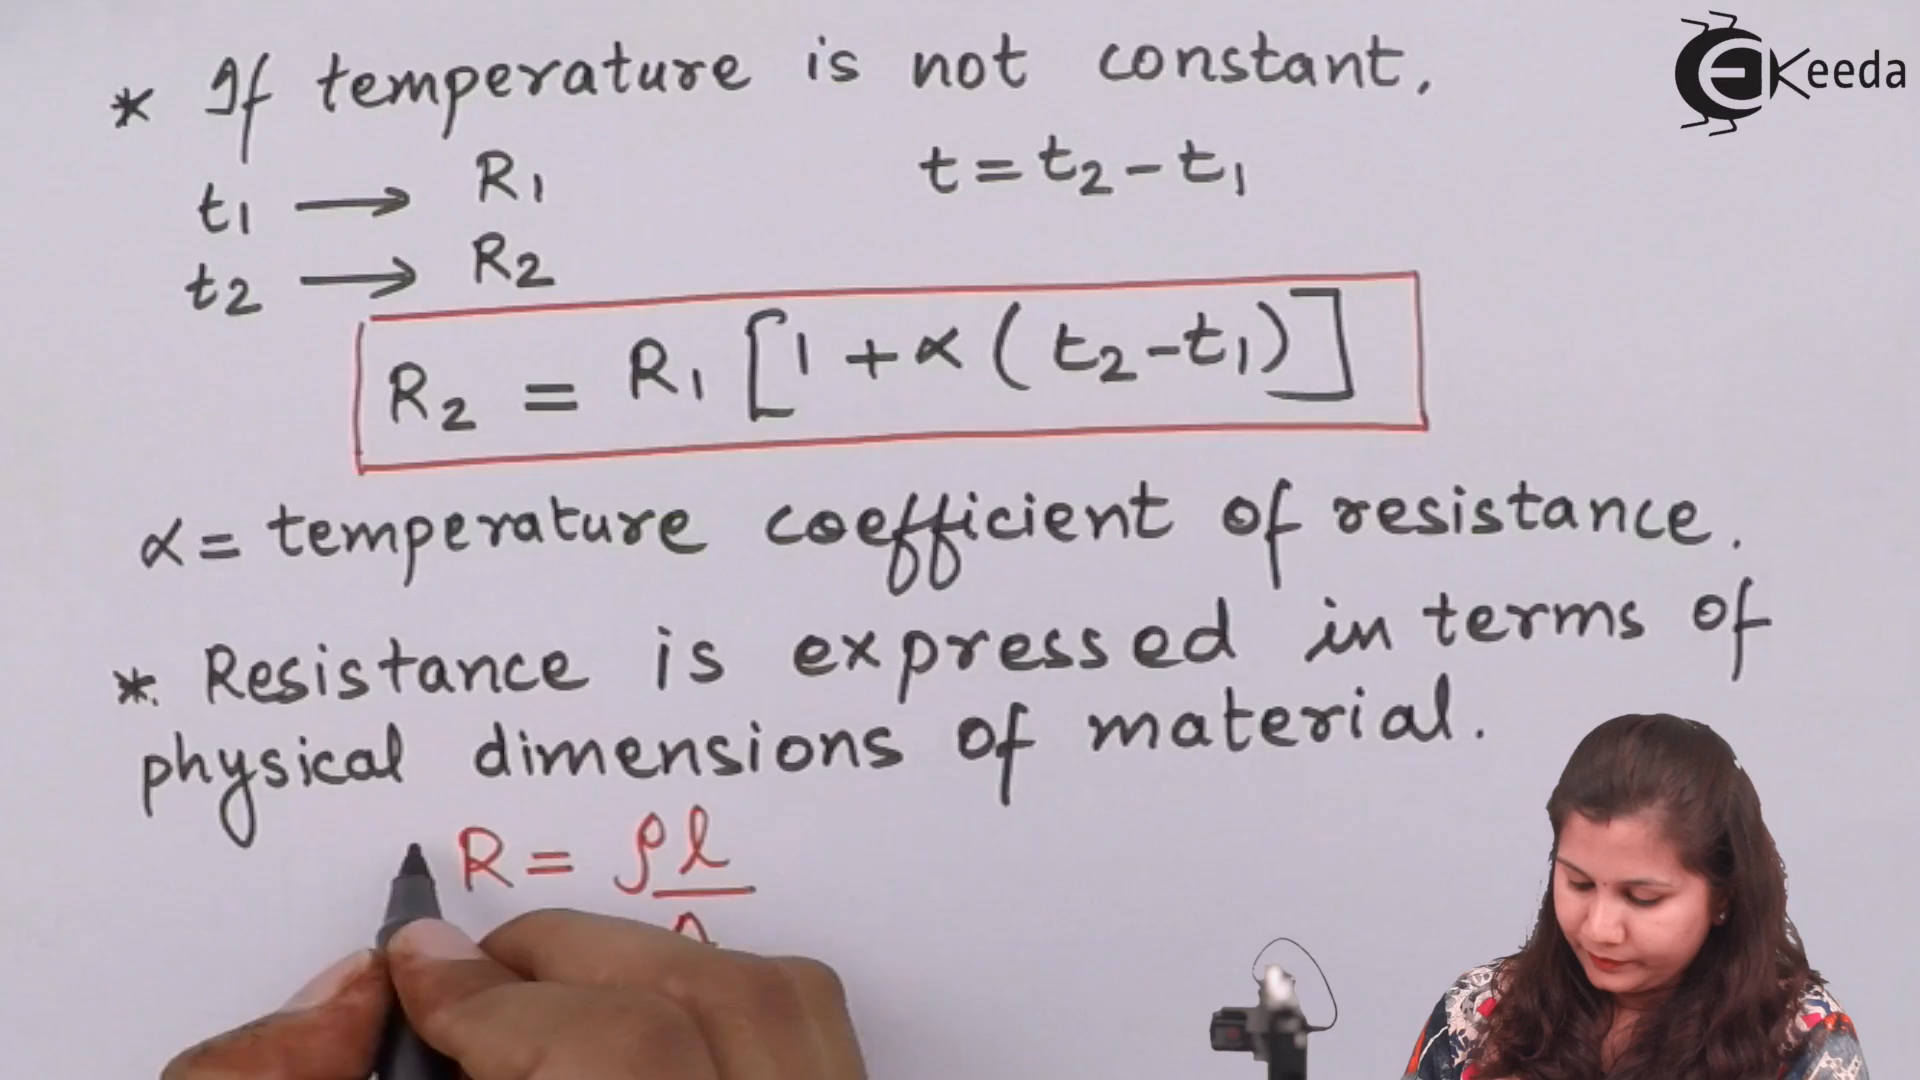 EKeeda
* If temperature is not constant.
t1 → R1 t = t2 - t1
t2 → R2
R2 = R1 [1 + α (t2 - t1)]
α = temperature coefficient of resistance.
* Resistance is expressed in terms of
physical dimensions of material.
R = ρl